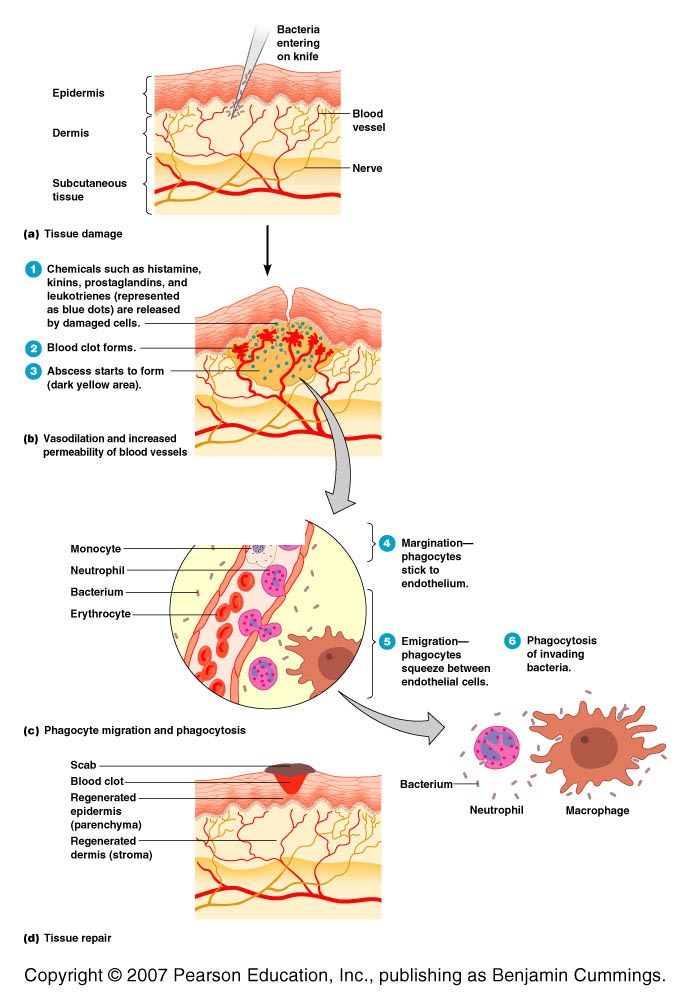 Bacteria
entering
on knife
Epidermis
Dermis
Subcutaneous
tissue
Blood
vessel
Nerve
(a) Tissue damage
1 Chemicals such as histamine,
kinins, prostaglandins, and
leukotrienes (represented
as blue dots) are released
by damaged cells.
2 Blood clot forms.
3 Abscess starts to form
(dark yellow area).
(b) Vasodilation and increased
permeability of blood vessels
Monocyte
Neutrophil
Bacterium
Erythrocyte
4 Margination—
phagocytes
stick to
endothelium.
5 Emigration—
phagocytes
squeeze between
endothelial cells.
6 Phagocytosis
of invading
bacteria.
(c) Phagocyte migration and phagocytosis
Bacterium
Neutrophil
Macrophage
Scab
Blood clot
Regenerated
epidermis
(parenchyma)
Regenerated
dermis (stroma)
(d) Tissue repair
Copyright © 2007 Pearson Education, Inc., publishing as Benjamin Cummings.